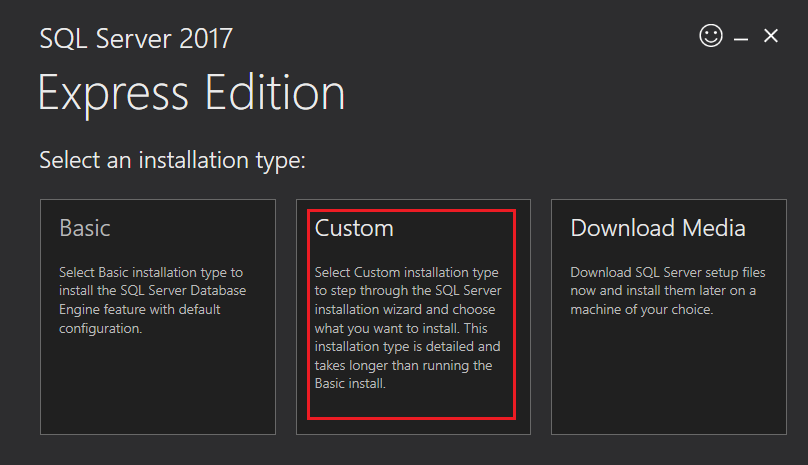 SQL Server 2017
Express Edition
Select an installation type:
Basic
Select Basic installation type to
install the SQL Server Database
Engine feature with default
configuration.
Custom
Select Custom installation type
to step through the SQL Server
installation wizard and choose
what you want to install. This
installation type is detailed and
takes longer than running the
Basic install.
Download Media
Download SQL Server setup files
now and install them later on a
machine of your choice.